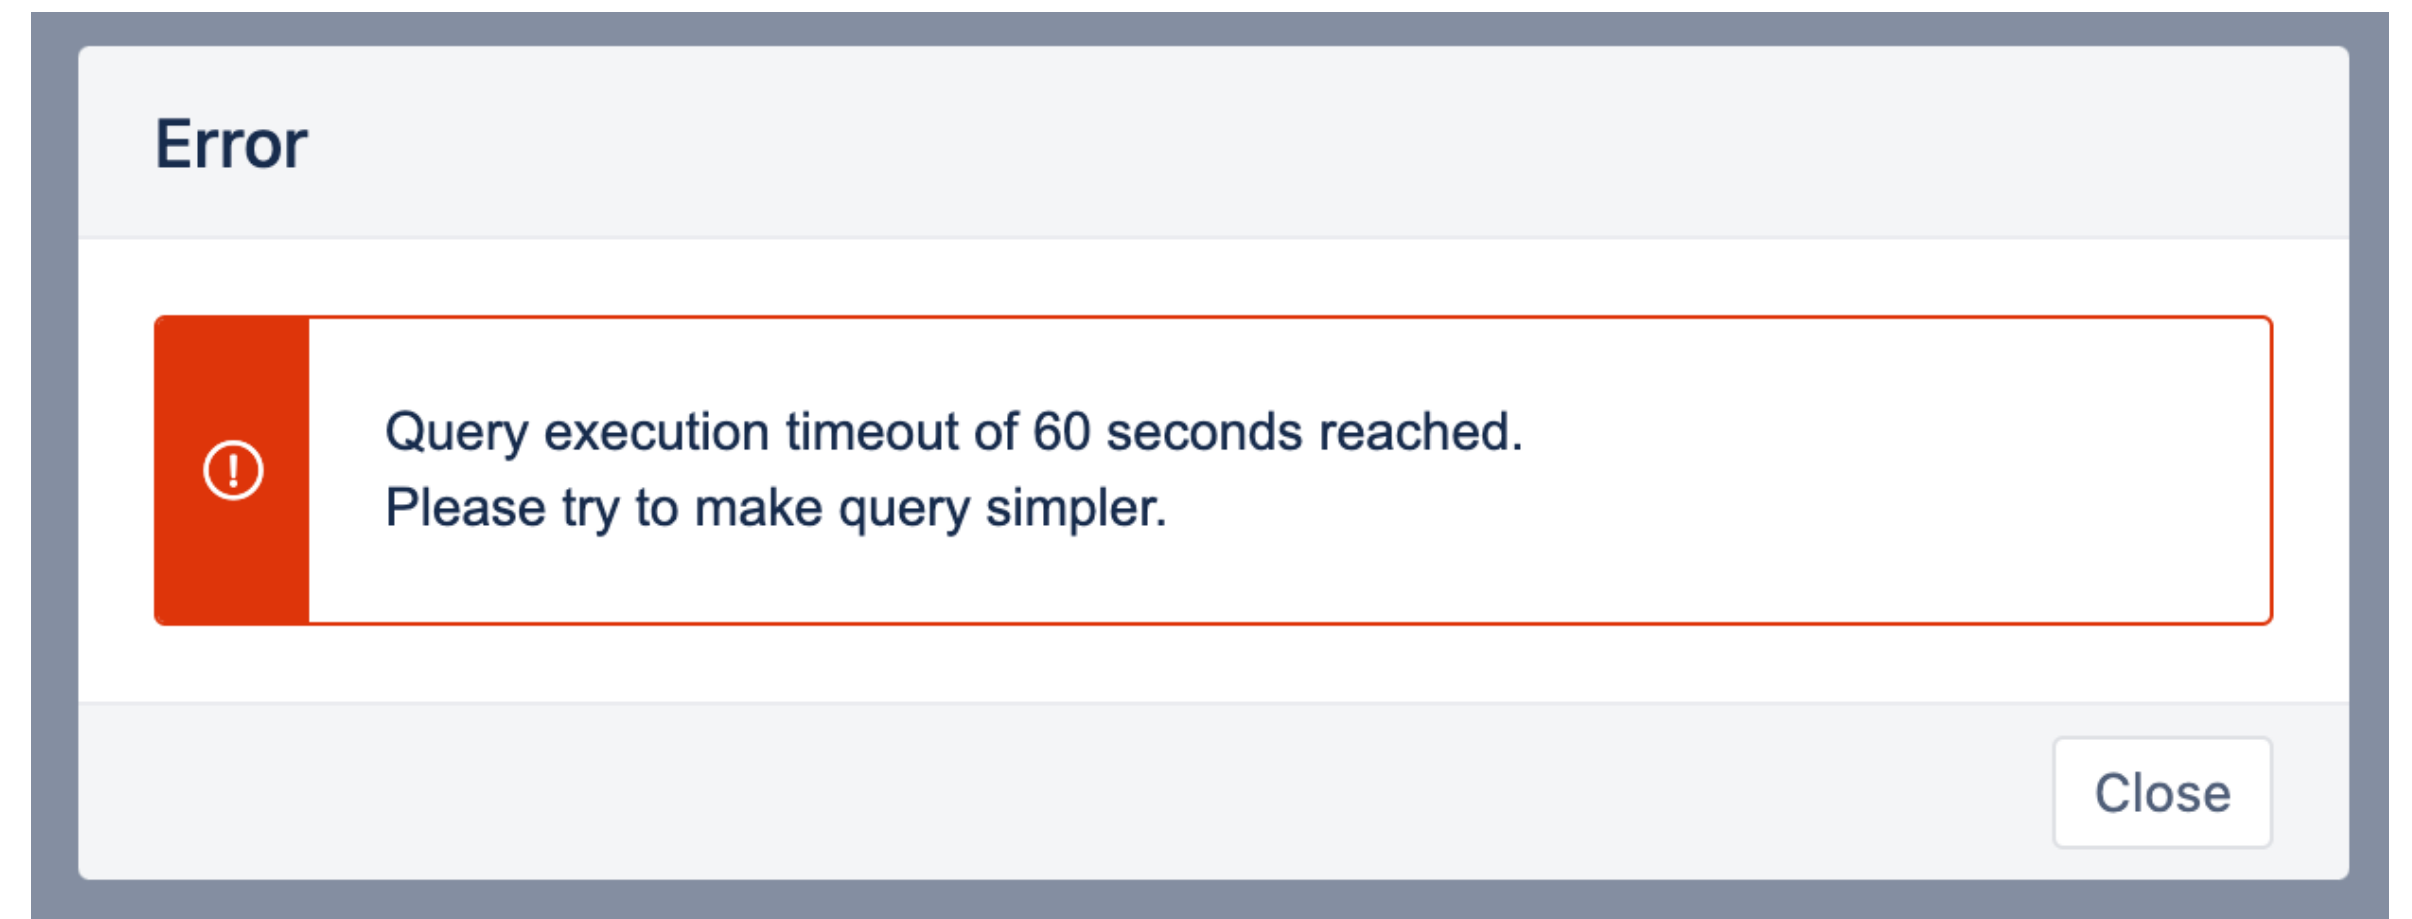 Error
Query execution timeout of 60 seconds reached.
Please try to make query simpler.
Close